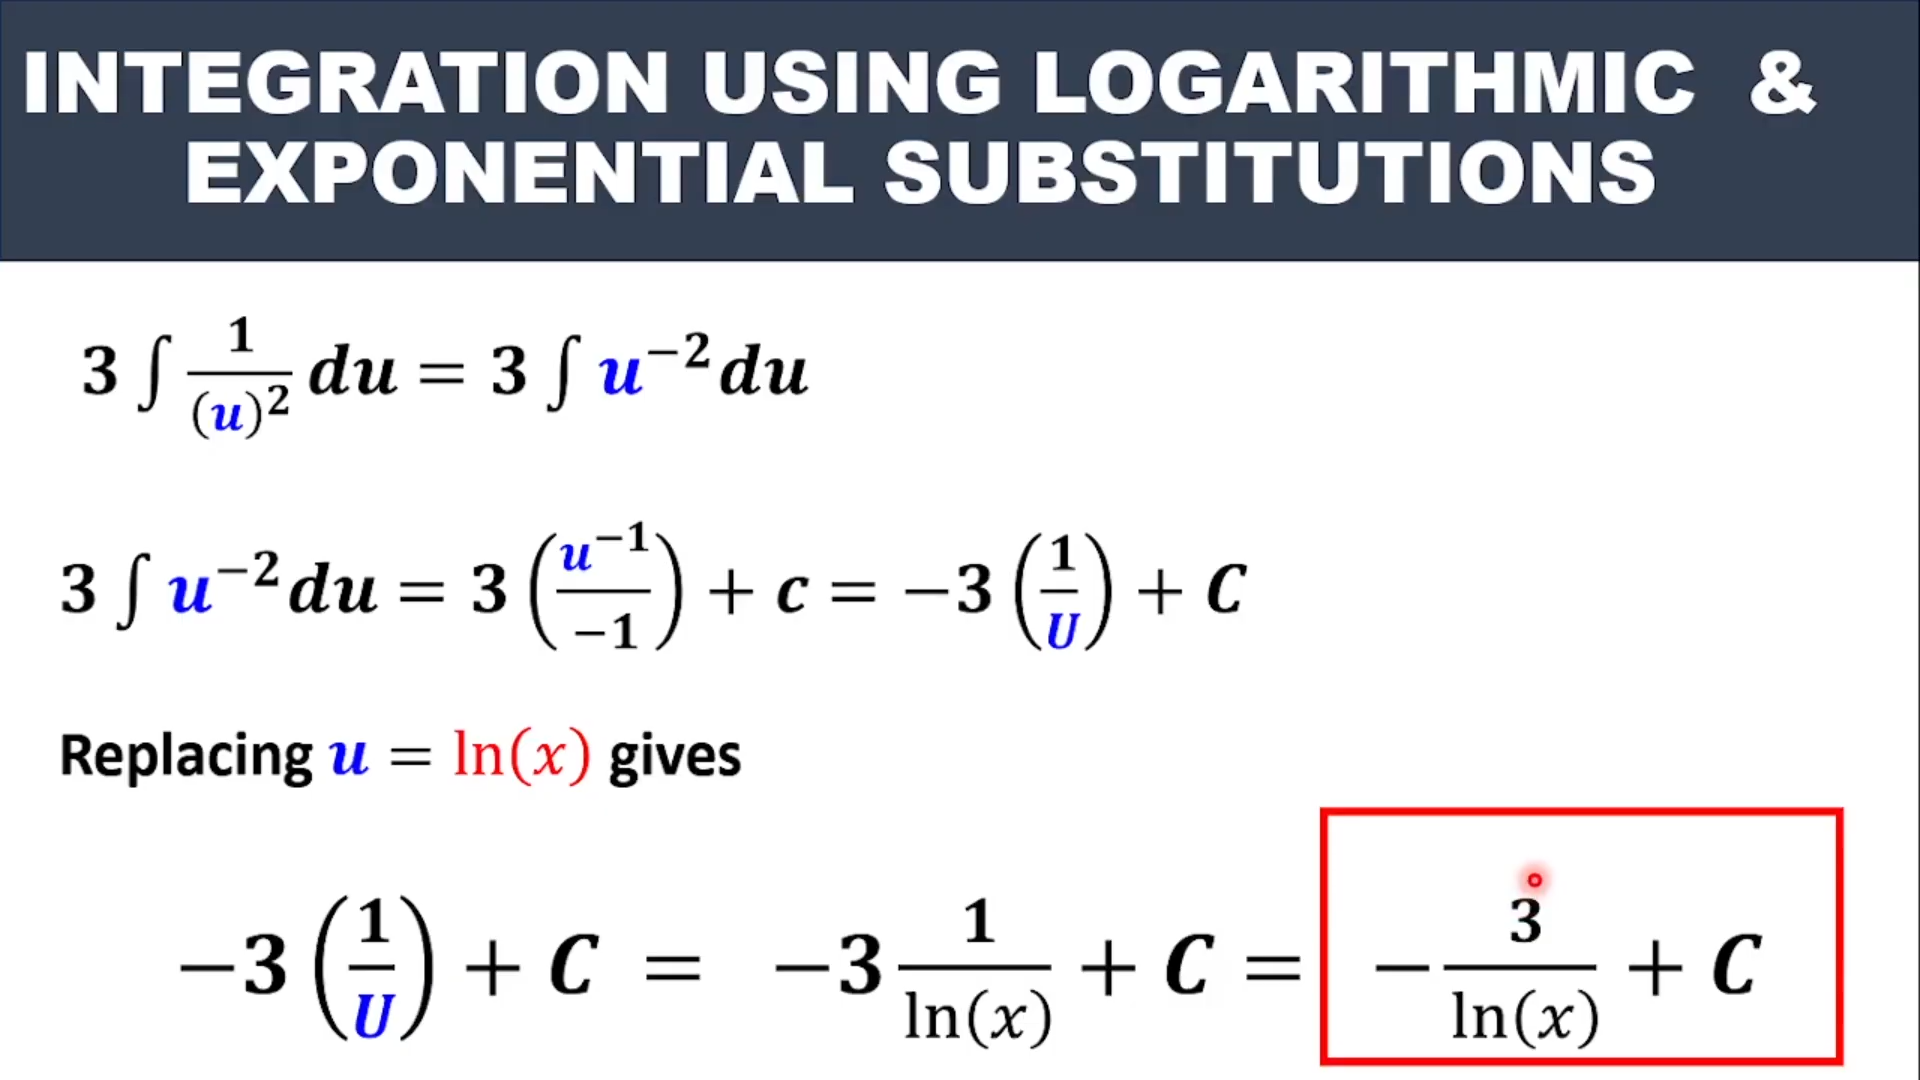 INTEGRATION USING LOGARITHMIC &
EXPONENTIAL SUBSTITUTIONS
3 ∫ 1/(u)² du = 3 ∫ u⁻² du
3 ∫ u⁻² du = 3 (u⁻¹/−1) + c = −3 (1/U) + C
Replacing u = ln(x) gives
−3 (1/U) + C = −3 1/ln(x) + C = − 3/ln(x) + C